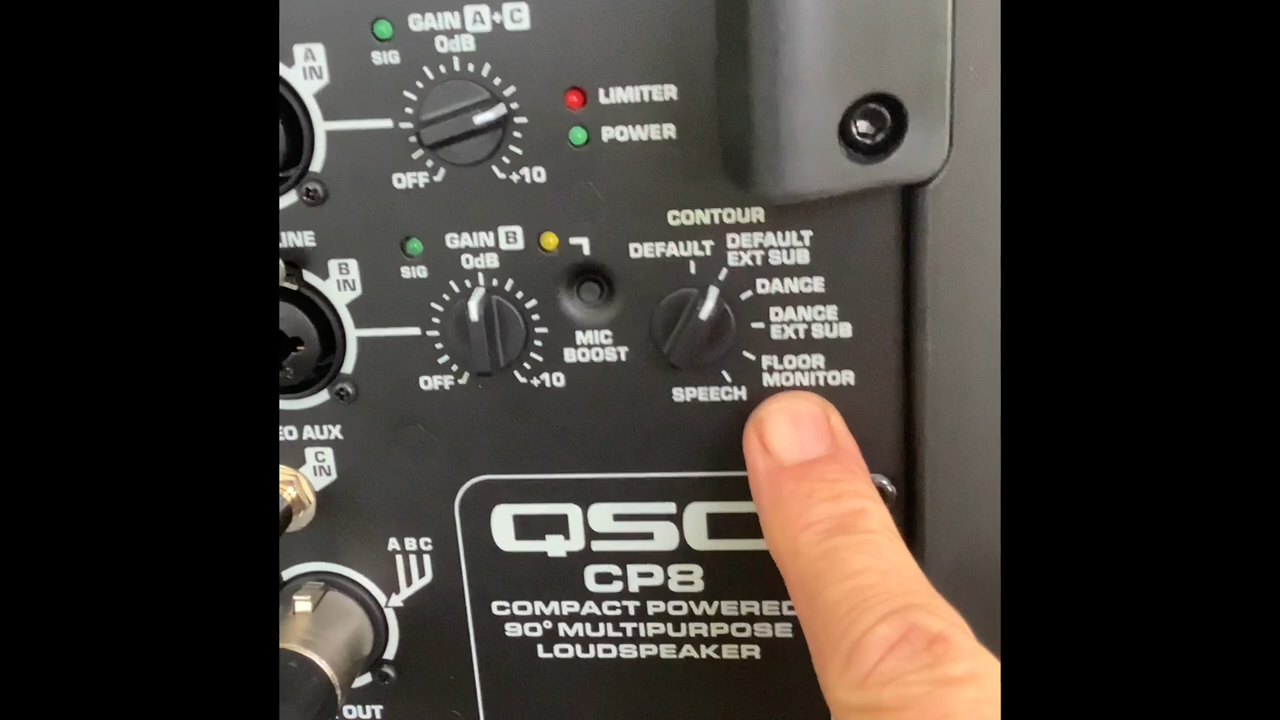 GAIN A+C
0dB
SIG
A
IN
LIMITER
POWER
OFF
+10
CONTOUR
DEFAULT
DEFAULT
EXT SUB
DANCE
DANCE
EXT SUB
FLOOR
MONITOR
SPEECH
GAIN B
0dB
SIG
B
IN
MIC
BOOST
OFF
+10
AUX
C
IN
A B C
OUT
QSC
CP8
COMPACT POWERED
90° MULTIPURPOSE
LOUDSPEAKER